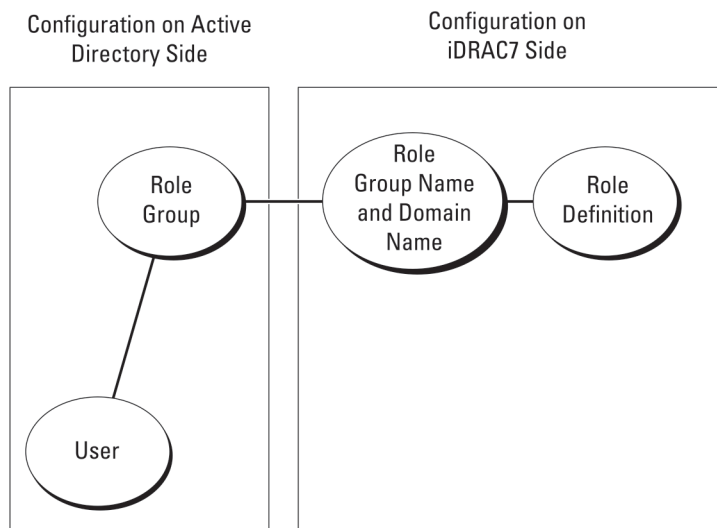 Configuration on Active
Directory Side
Configuration on
iDRAC7 Side
Role
Group
Role
Group Name
and Domain
Name
Role
Definition
User